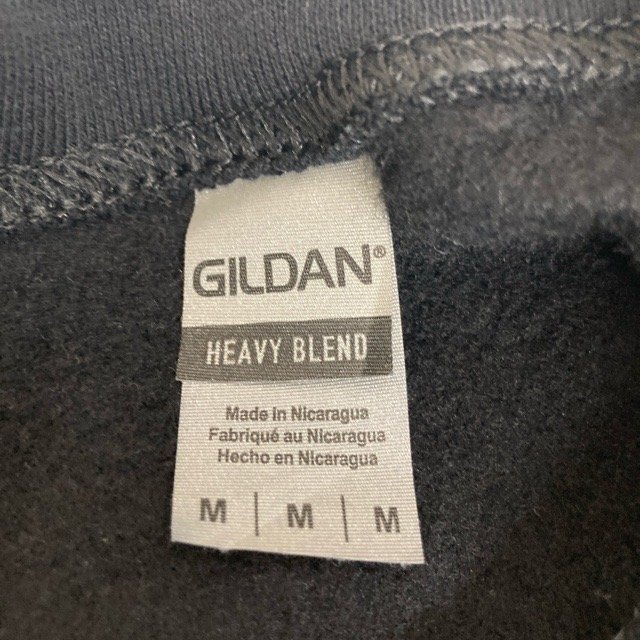 GILDAN®
HEAVY BLEND
Made in Nicaragua
Fabriqué au Nicaragua
Hecho en Nicaragua
M | M | M